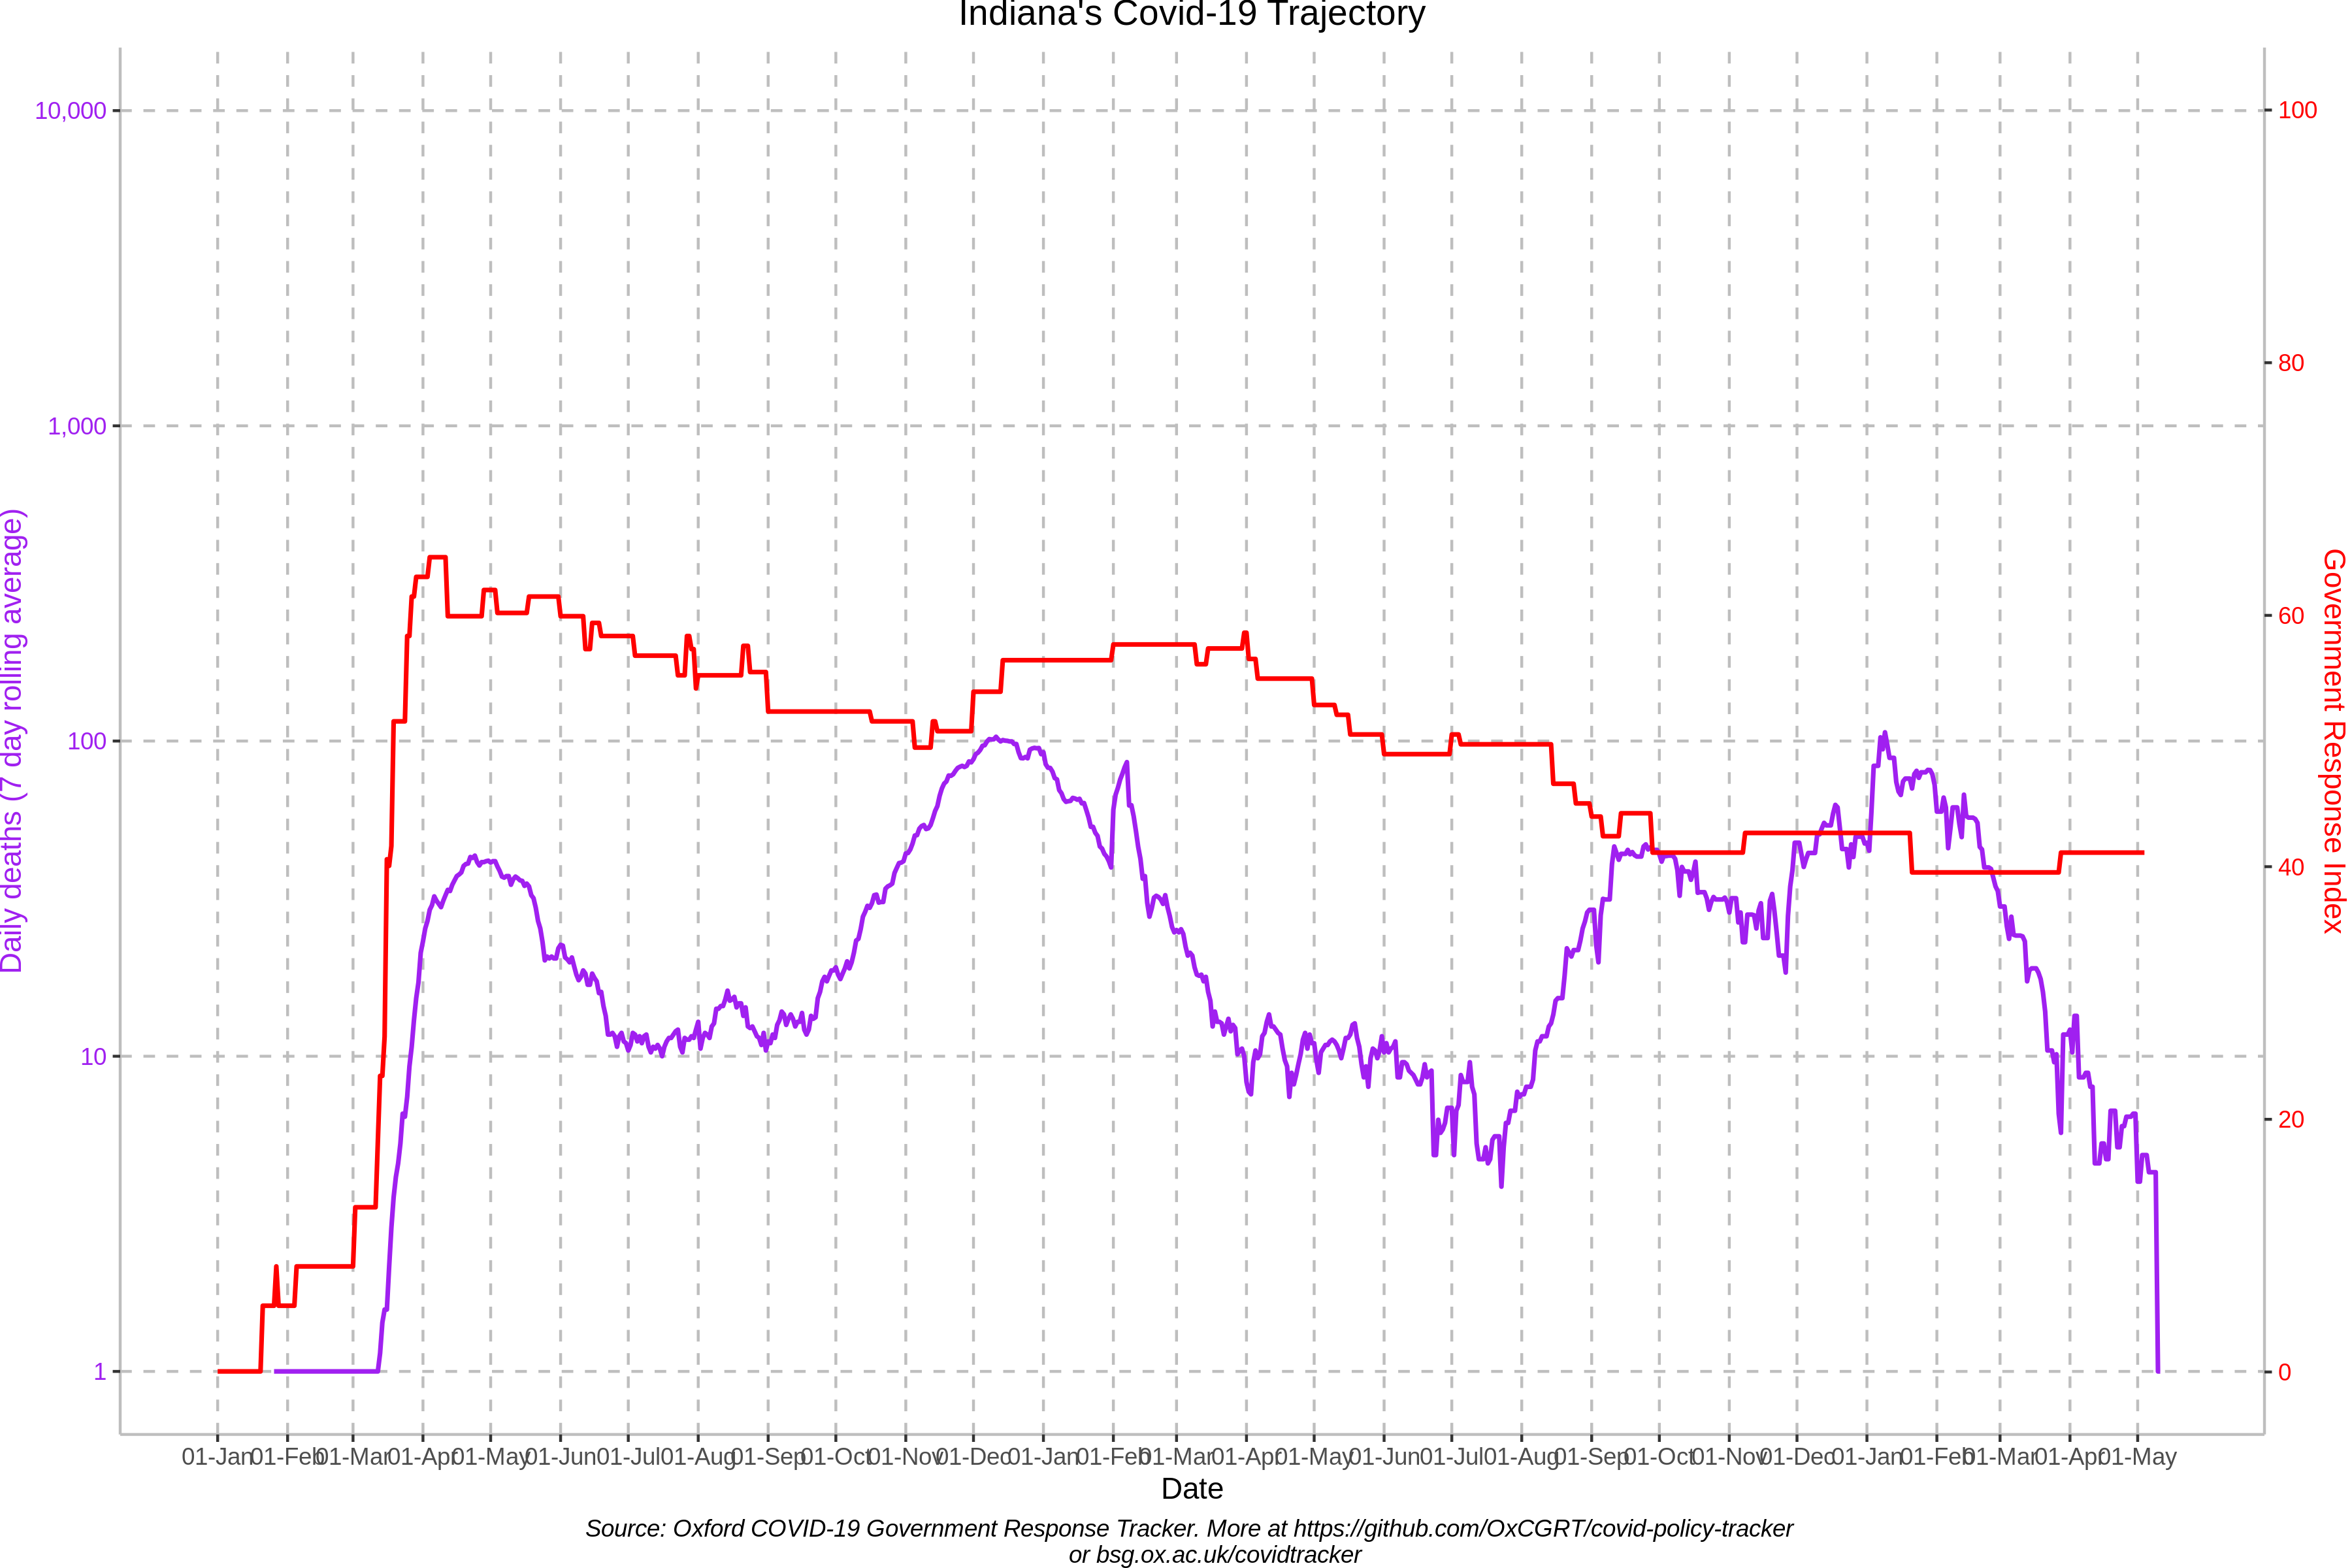 Indiana's Covid-19 Trajectory
10,000
1,000
100
10
1
Daily deaths (7 day rolling average)
100
80
60
40
20
0
Government Response Index
01-Jan 01-Feb 01-Mar 01-Apr 01-May 01-Jun 01-Jul 01-Aug 01-Sep 01-Oct 01-Nov 01-Dec 01-Jan 01-Feb 01-Mar 01-Apr 01-May 01-Jun 01-Jul 01-Aug 01-Sep 01-Oct 01-Nov 01-Dec 01-Jan 01-Feb 01-Mar 01-Apr 01-May
Date
Source: Oxford COVID-19 Government Response Tracker. More at https://github.com/OxCGRT/covid-policy-tracker
or bsg.ox.ac.uk/covidtracker